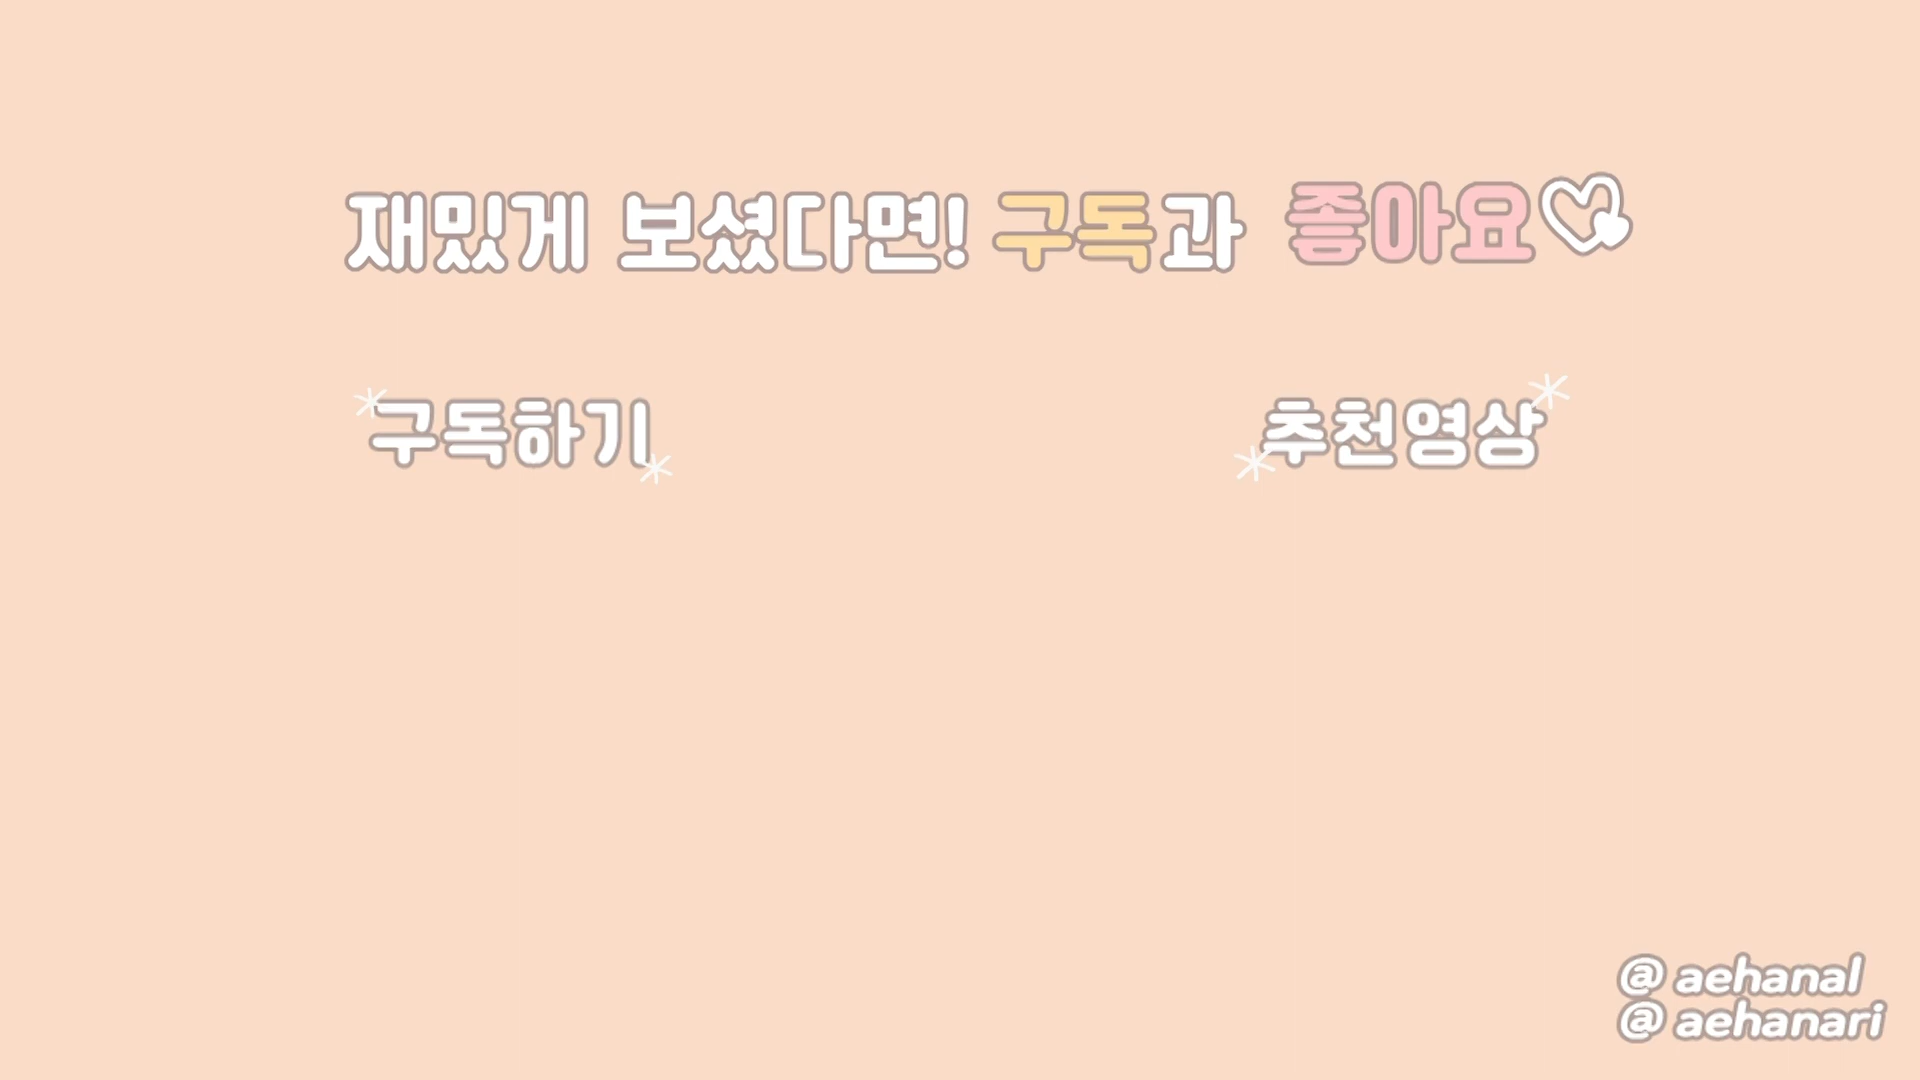 재밌게 보셨다면! 구독과 좋아요
구독하기
추천영상
@ aehanal
@ aehanari